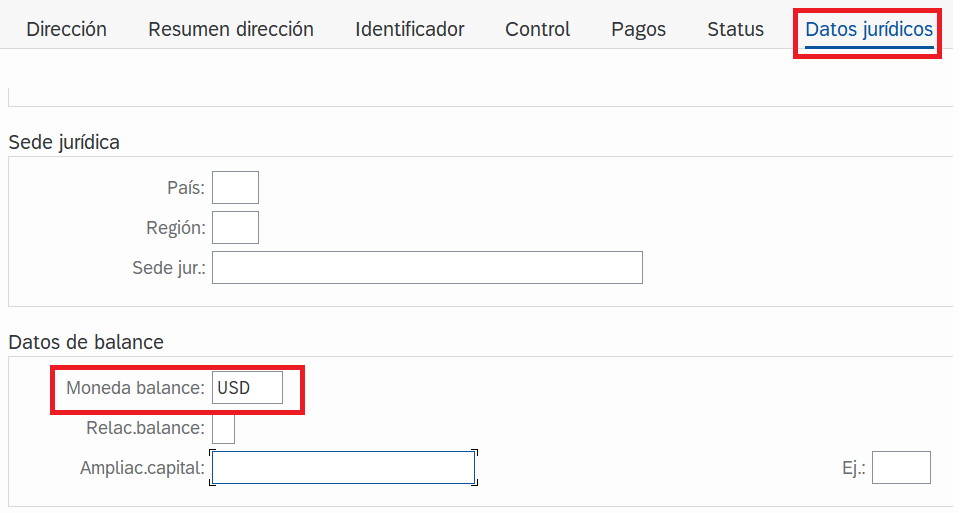 Dirección Resumen dirección Identificador Control Pagos Status Datos jurídicos
Sede jurídica
País:
Región:
Sede jur.:
Datos de balance
Moneda balance: USD
Relac.balance:
Ampliac.capital: Ej.: